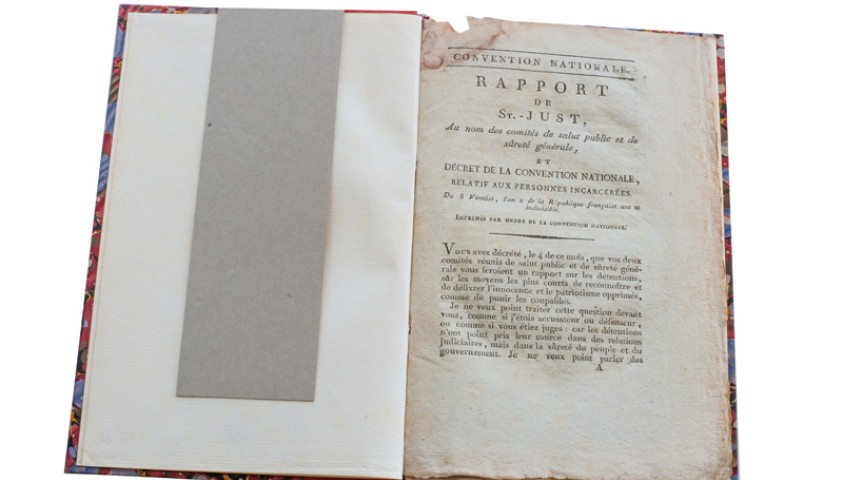 CONVENTION NATIONALE.
RAPPORT
DE
ST.-JUST,
Au nom des comités de salut public et de
sûreté générale,
ET
DÉCRET DE LA CONVENTION NATIONALE,
RELATIF AUX PERSONNES INCARCÉRÉES.
Du 8 Ventôse, l'an 2 de la République française une et
indivisible.
IMPRIMÉS PAR ORDRE DE LA CONVENTION NATIONALE.
Vous avez décrété, le 4 de ce mois, que vos deux
comités réunis de salut public et de sûreté géné-
rale vous feroient un rapport sur les détentions,
sur les moyens les plus courts de reconnoître et
de délivrer l'innocence et le patriotisme opprimés,
comme de punir les coupables.
Je ne veux point traiter cette question devant
vous, comme si j'étois accusateur ou défenseur,
ou comme si vous étiez juges : car les détentions
n'ont point pris leur source dans des relations
judiciaires, mais dans la sûreté du peuple et du
gouvernement. Je ne veux point parler des
A